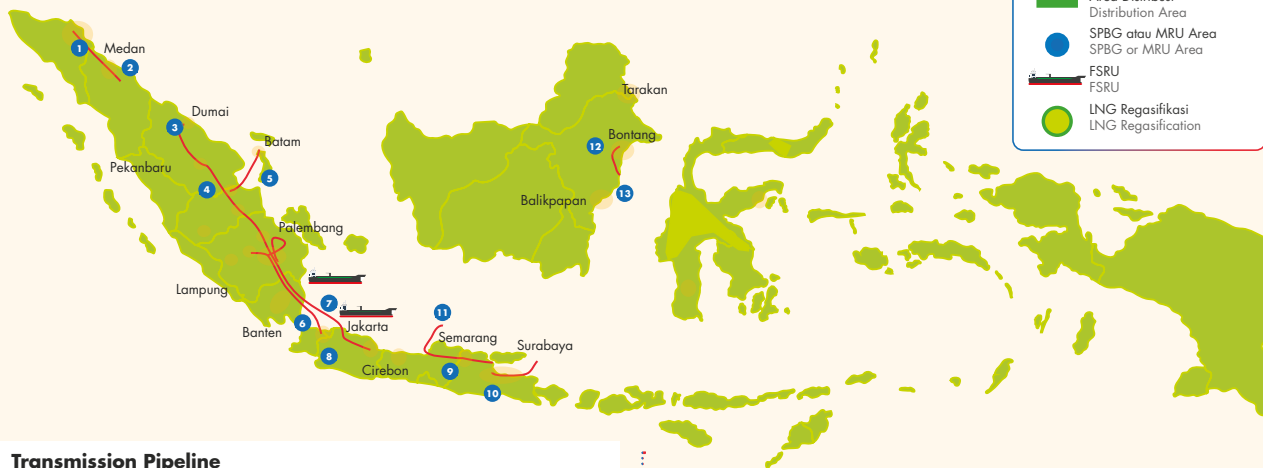 Area Distribusi
Distribution Area
SPBG atau MRU Area
SPBG or MRU Area
FSRU
FSRU
LNG Regasifikasi
LNG Regasification
1
Medan
2
Tarakan
Dumai
3
Batam
Bontang
12
Pekanbaru
4
5
13
Balikpapan
Palembang
Lampung
7
11
6
Banten
Jakarta
Semarang
Surabaya
8
Cirebon
9
10
Transmission Pipeline